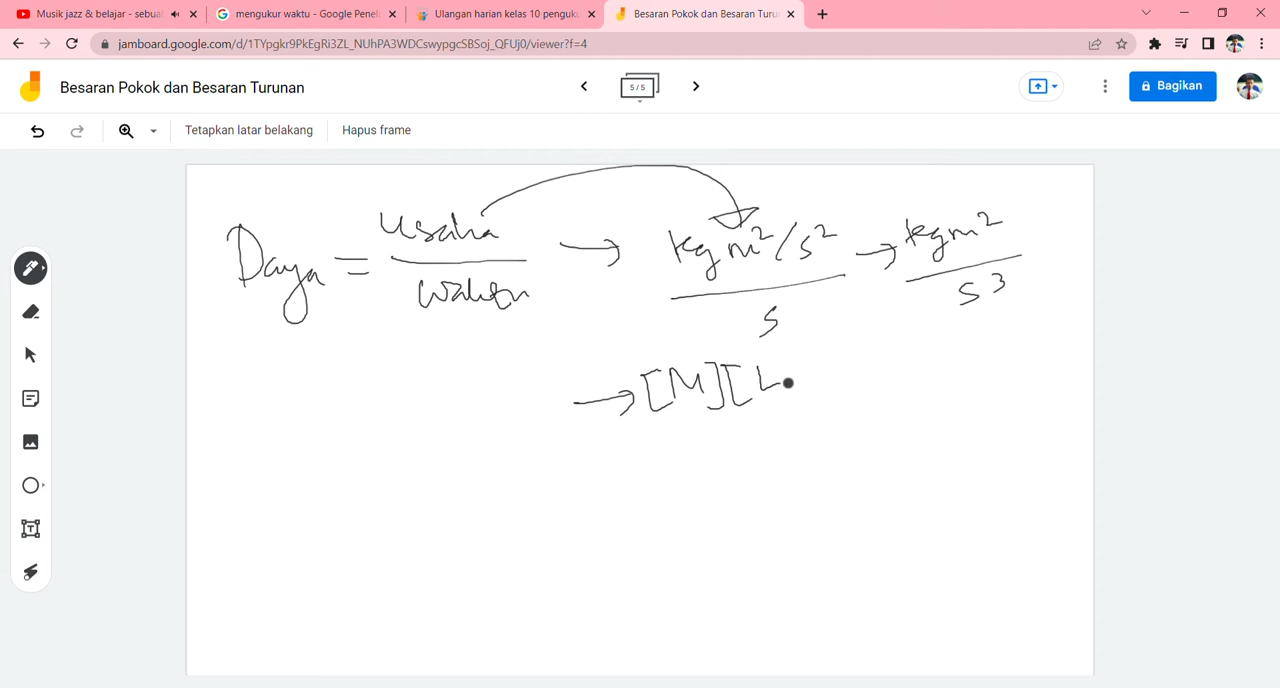 Musik jazz & belajar - sebua
mengukur waktu - Google Penel
Ulangan harian kelas 10 penguku
Besaran Pokok dan Besaran Turun
jamboard.google.com/d/1TYpgkr9PkEgRi3ZL_NUhPA3WDCswypgcSBSoj_QFUj0/viewer?f=4
Besaran Pokok dan Besaran Turunan
5 / 5
Bagikan
Tetapkan latar belakang
Hapus frame
Daya = usaha / waktu → kg m² / s² / s → kg m² / s³
→ [M][L